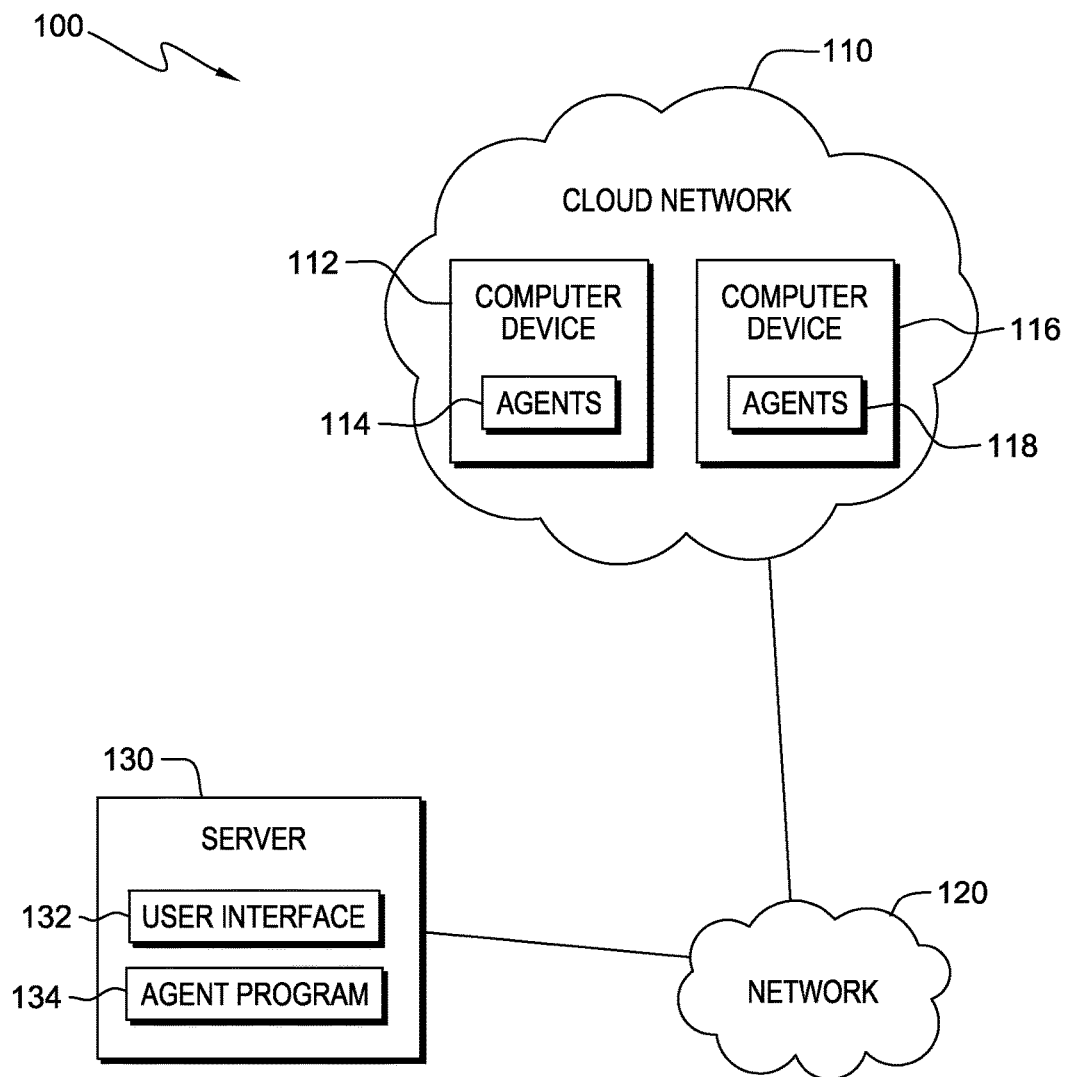 100
110
CLOUD NETWORK
112
COMPUTER
DEVICE
COMPUTER
DEVICE
116
AGENTS
AGENTS
114
118
130
SERVER
132
USER INTERFACE
134
AGENT PROGRAM
120
NETWORK